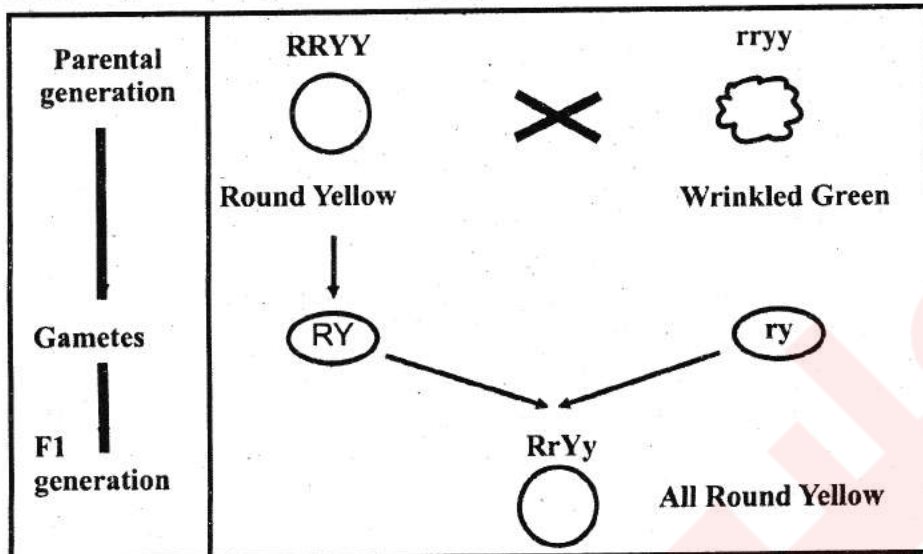 Parental
generation
RRYY
rryy
Round Yellow
Wrinkled Green
Gametes
RY
ry
F1
generation
RrYy
All Round Yellow